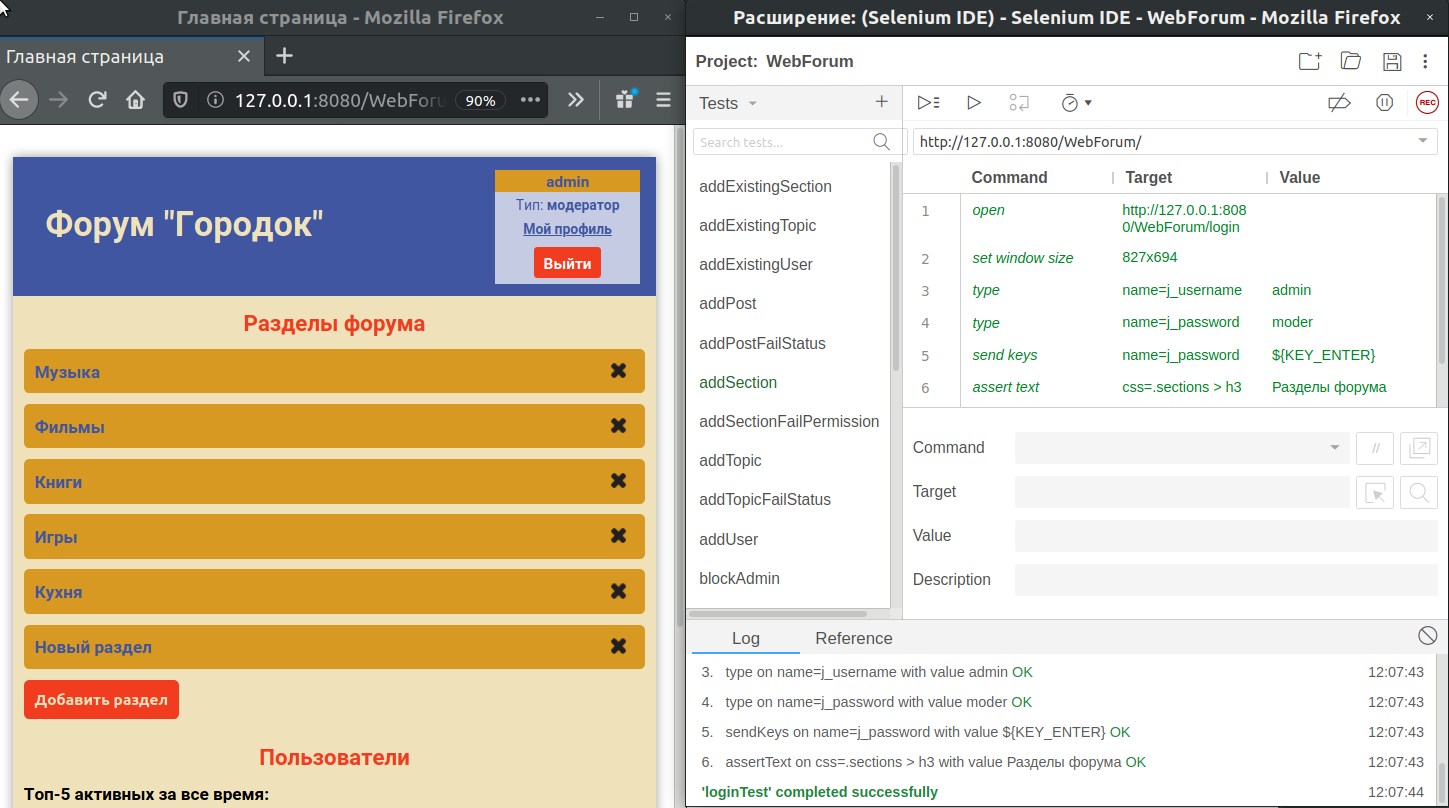 Главная страница - Mozilla Firefox
Главная страница
127.0.0.1:8080/WebForu
90%
Форум "Городок"
admin
Тип: модератор
Мой профиль
Выйти
Разделы форума
Музыка
Фильмы
Книги
Игры
Кухня
Новый раздел
Добавить раздел
Пользователи
Топ-5 активных за все время:
Расширение: (Selenium IDE) - Selenium IDE - WebForum - Mozilla Firefox
Project: WebForum
Tests
REC
Search tests...
http://127.0.0.1:8080/WebForum/
addExistingSection
addExistingTopic
addExistingUser
addPost
addPostFailStatus
addSection
addSectionFailPermission
addTopic
addTopicFailStatus
addUser
blockAdmin
Command Target Value
1 open http://127.0.0.1:808
0/WebForum/login
2 set window size 827x694
3 type name=j_username admin
4 type name=j_password moder
5 send keys name=j_password ${KEY_ENTER}
6 assert text css=.sections > h3 Разделы форума
Command //
Target
Value
Description
Log Reference
3. type on name=j_username with value admin OK 12:07:43
4. type on name=j_password with value moder OK 12:07:43
5. sendKeys on name=j_password with value ${KEY_ENTER} OK 12:07:43
6. assertText on css=.sections > h3 with value Разделы форума OK 12:07:43
'loginTest' completed successfully 12:07:44